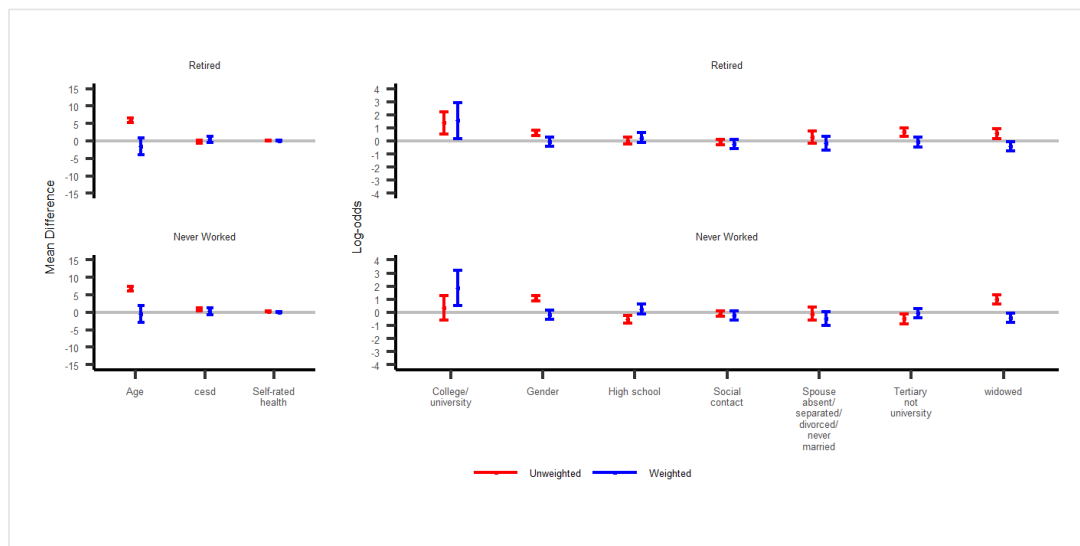 Retired
Retired
Mean Difference
15
10
5
0
-5
-10
-15
Log-odds
4
3
2
1
0
-1
-2
-3
-4
Never Worked
Never Worked
15
10
5
0
-5
-10
-15
4
3
2
1
0
-1
-2
-3
-4
Age
cesd
Self-rated
health
College/
university
Gender
High school
Social
contact
Spouse
absent/
separated/
divorced/
never
married
Tertiary
not
university
widowed
Unweighted
Weighted